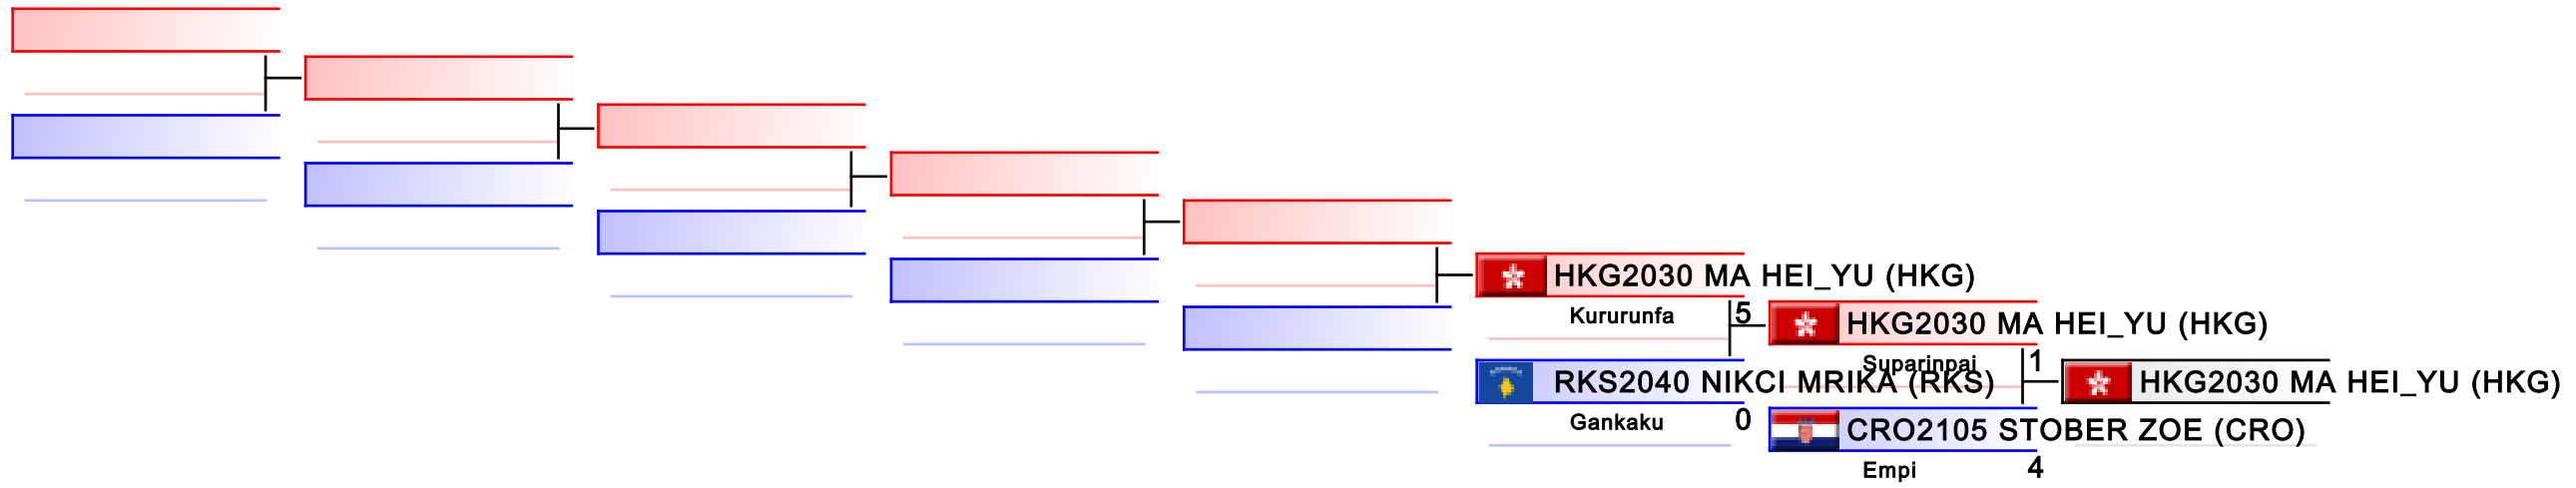 HKG2030 MA HEI_YU (HKG)
Kururunfa 5
RKS2040 NIKCI MRIKA (RKS)
Gankaku 0
HKG2030 MA HEI_YU (HKG)
Suparinpai 1
CRO2105 STOBER ZOE (CRO)
Empi 4
HKG2030 MA HEI_YU (HKG)